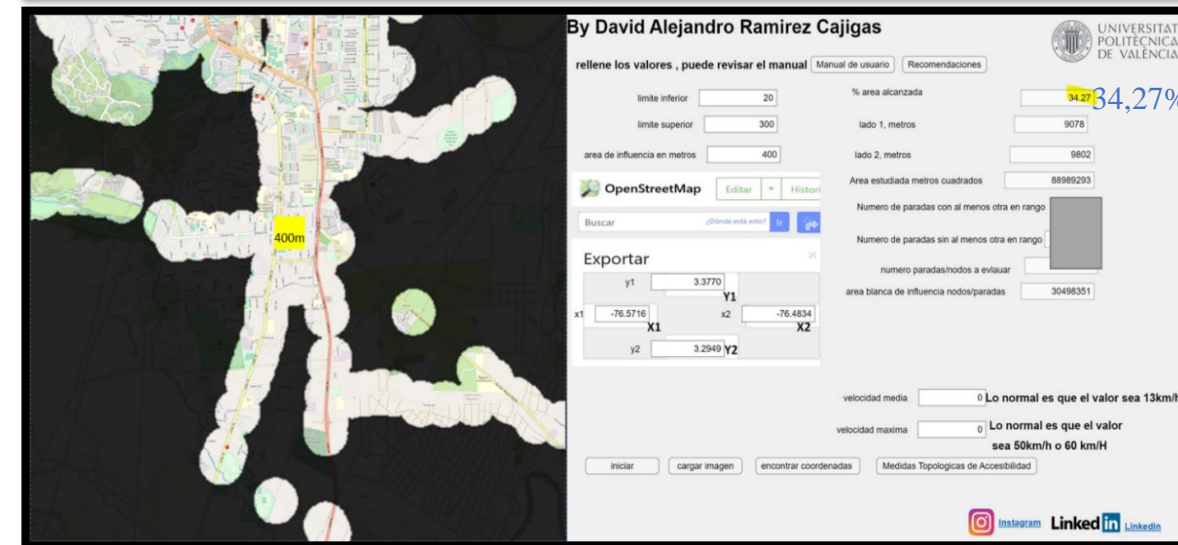 By David Alejandro Ramirez Cajigas
UNIVERSITAT
POLITÈCNICA
DE VALÈNCIA
rellene los valores , puede revisar el manual Manual de usuario Recomendaciones
limite inferior 20
% area alcanzada 34.27 34,27%
limite superior 300
lado 1, metros 9078
area de influencia en metros 400
lado 2, metros 9802
Area estudiada metros cuadrados 88989293
OpenStreetMap Editar Histori
Numero de paradas con al menos otra en rango
Buscar ¿Dónde está esto? Ir
Numero de paradas sin al menos otra en rango
Exportar
numero paradas/nodos a evlauar
y1 3.3770
Y1
area blanca de influencia nodos/paradas 30498351
x1 -76.5716
X1
x2 -76.4834
X2
y2 3.2949 Y2
400m
velocidad media 0 Lo normal es que el valor sea 13km/h
velocidad maxima 0 Lo normal es que el valor
sea 50km/h o 60 km/H
iniciar cargar imagen encontrar coordenadas Medidas Topologicas de Accesibilidad
Instagram Linked in Linkedin